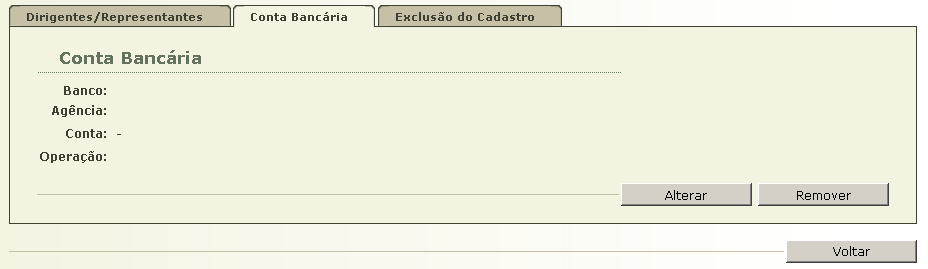 Dirigentes/Representantes Conta Bancária Exclusão do Cadastro
Conta Bancária
Banco:
Agência:
Conta: -
Operação:
Alterar Remover
Voltar